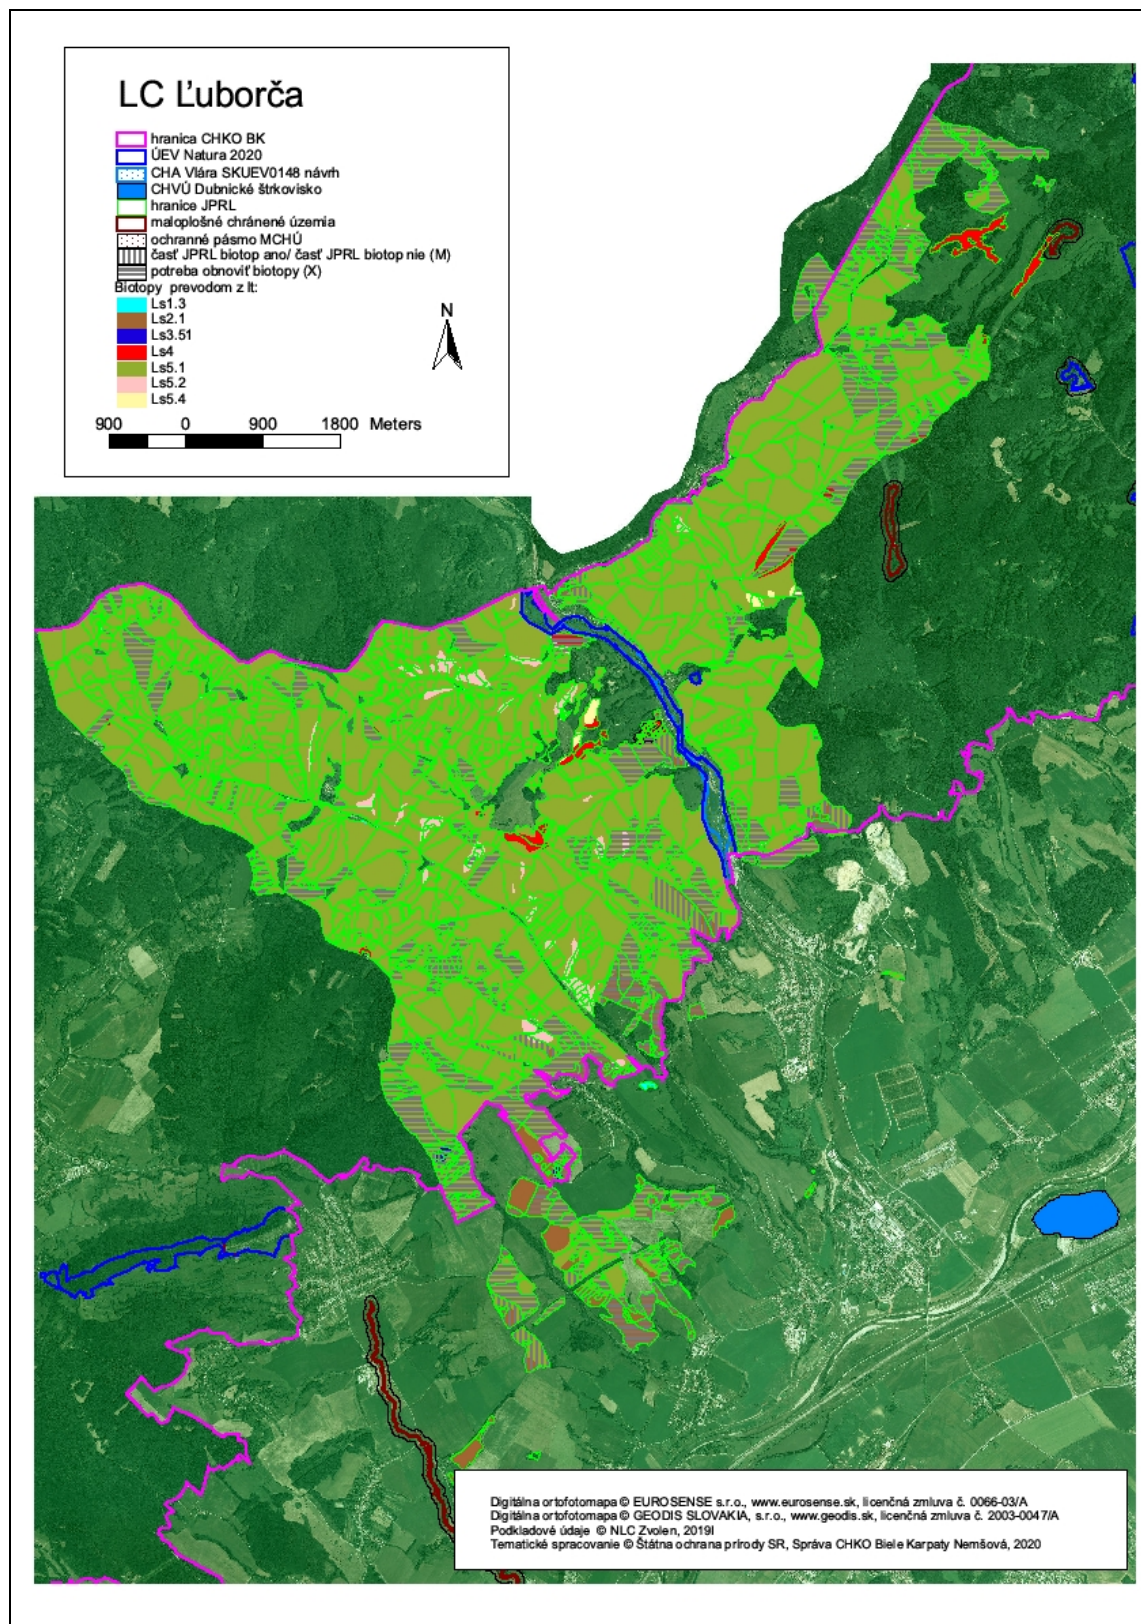 LC Ľuborča
hranica CHKO BK
ÚEV Natura 2020
CHA Vlára SKUEV0148 návrh
CHVÚ Dubnické štrkovisko
hranice JPRL
maloplošné chránené územia
ochranné pásmo MCHÚ
časť JPRL biotop ano/ časť JPRL biotop nie (M)
potreba obnoviť biotopy (X)
Biotopy prevodom z lt:
Ls1.3
Ls2.1
Ls3.51
Ls4
Ls5.1
Ls5.2
Ls5.4
N
900 0 900 1800 Meters
Digitálna ortofotomapa © EUROSENSE s.r.o., www.eurosense.sk, licenčná zmluva č. 0066-03/A
Digitálna ortofotomapa © GEODIS SLOVAKIA, s.r.o., www.geodis.sk, licenčná zmluva č. 2003-0047/A
Podkladové údaje © NLC Zvolen, 2019l
Tematické spracovanie © Štátna ochrana prírody SR, Správa CHKO Biele Karpaty Nemšová, 2020